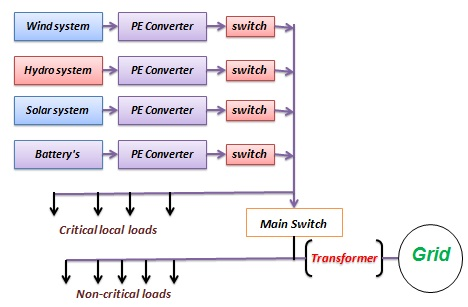 Wind system PE Converter switch
Hydro system PE Converter switch
Solar system PE Converter switch
Battery's PE Converter switch
Critical local loads
Main Switch
Transformer
Grid
Non-critical loads